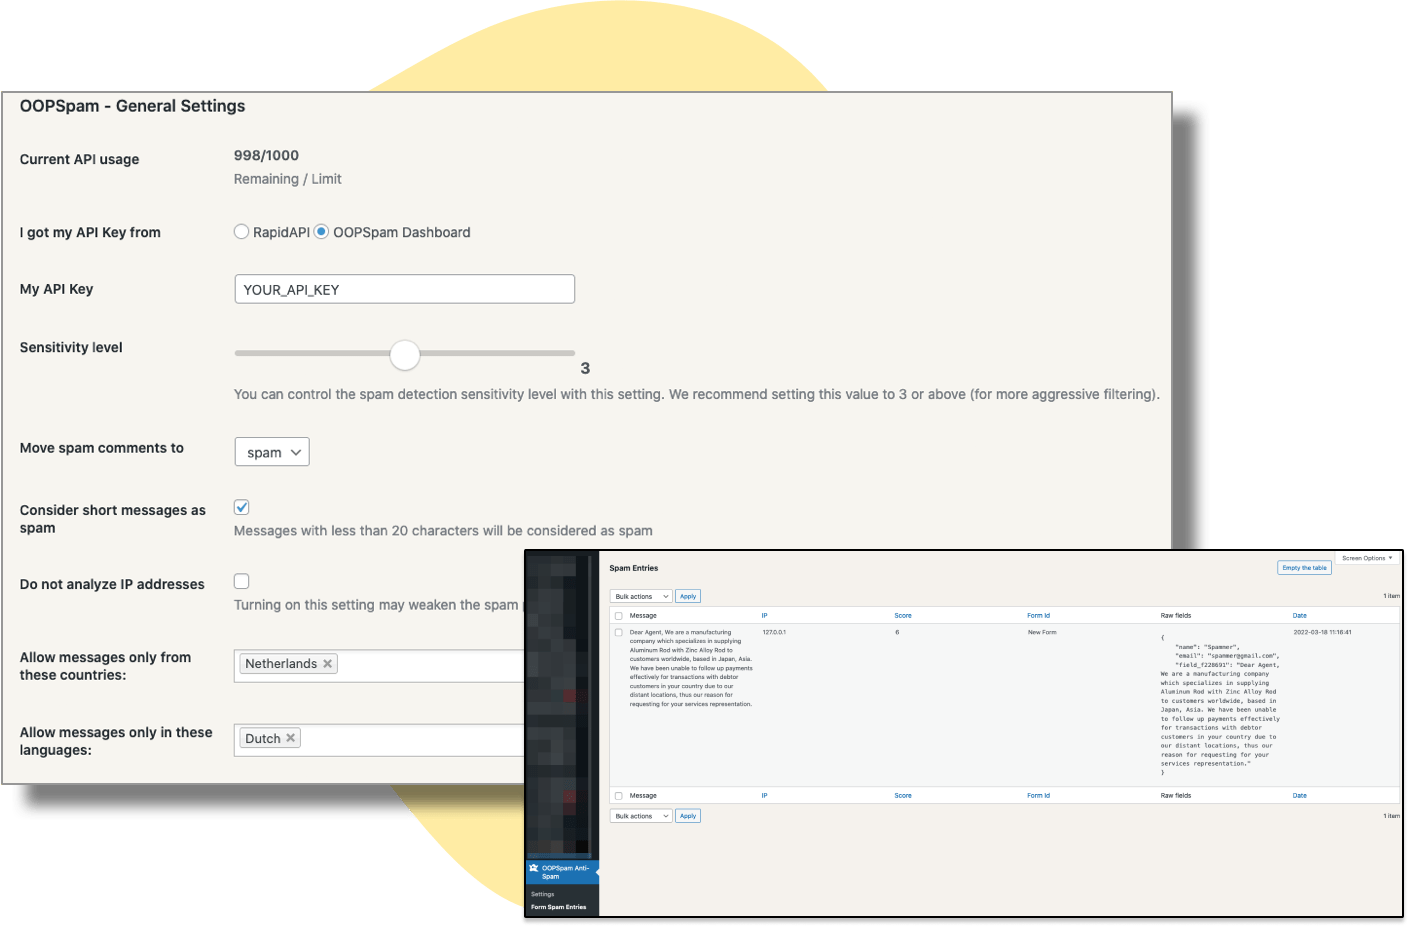 OOPSpam - General Settings
Current API usage
998/1000
Remaining / Limit
I got my API Key from
RapidAPI OOPSpam Dashboard
My API Key
YOUR_API_KEY
Sensitivity level
3
You can control the spam detection sensitivity level with this setting. We recommend setting this value to 3 or above (for more aggressive filtering).
Move spam comments to
spam
Consider short messages as
spam
Messages with less than 20 characters will be considered as spam
Do not analyze IP addresses
Turning on this setting may weaken the spam
Allow messages only from
these countries:
Netherlands ×
Allow messages only in these
languages:
Dutch ×
Screen Options
Spam Entries
Empty the table
Bulk actions Apply
1 item
Message IP Score Form Id Raw fields Date
Dear Agent, We are a manufacturing
company which specializes in supplying
Aluminum Rod with Zinc Alloy Rod to
customers worldwide, based in Japan, Asia.
We have been unable to follow up payments
effectively for transactions with debtor
customers in your country due to our
distant locations, thus our reason for
requesting for your services representation.
127.0.0.1
6
New Form
{
"name": "Spammer",
"email": "spammer@gmail.com",
"field_f228691": "Dear Agent,
We are a manufacturing company
which specializes in supplying
Aluminum Rod with Zinc Alloy Rod
to customers worldwide, based in
Japan, Asia. We have been unable
to follow up payments effectively
for transactions with debtor
customers in your country due to
our distant locations, thus our
reason for requesting for your
services representation."
}
2022-03-18 11:16:41
Message IP Score Form Id Raw fields Date
Bulk actions Apply
1 item
OOPSpam Anti-
Spam
Settings
Form Spam Entries